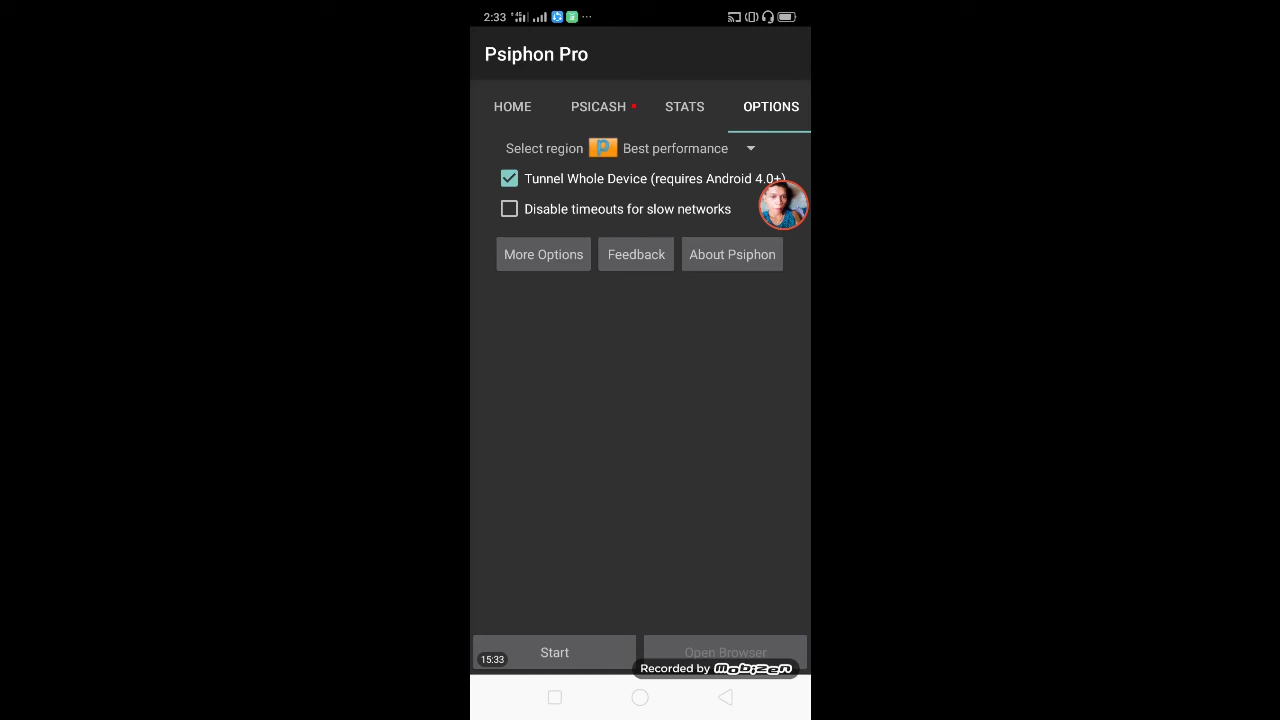 2:33 4G
Psiphon Pro
HOME PSICASH STATS OPTIONS
Select region P Best performance
Tunnel Whole Device (requires Android 4.0+)
Disable timeouts for slow networks
More Options Feedback About Psiphon
Start Open Browser
15:33
Recorded by mobizen